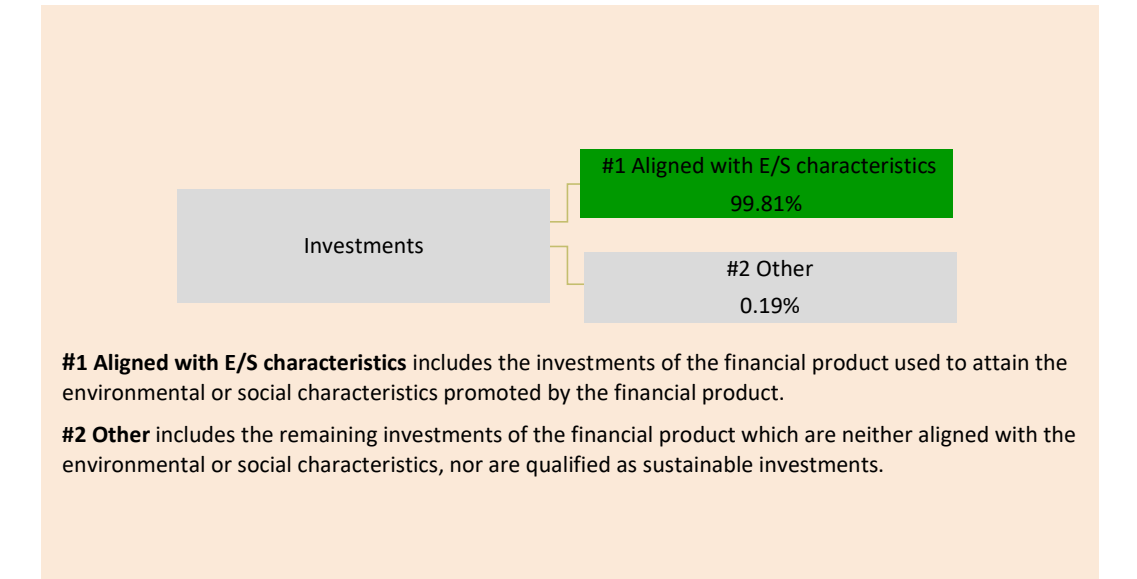 #1 Aligned with E/S characteristics
99.81%
Investments
#2 Other
0.19%
#1 Aligned with E/S characteristics includes the investments of the financial product used to attain the
environmental or social characteristics promoted by the financial product.
#2 Other includes the remaining investments of the financial product which are neither aligned with the
environmental or social characteristics, nor are qualified as sustainable investments.